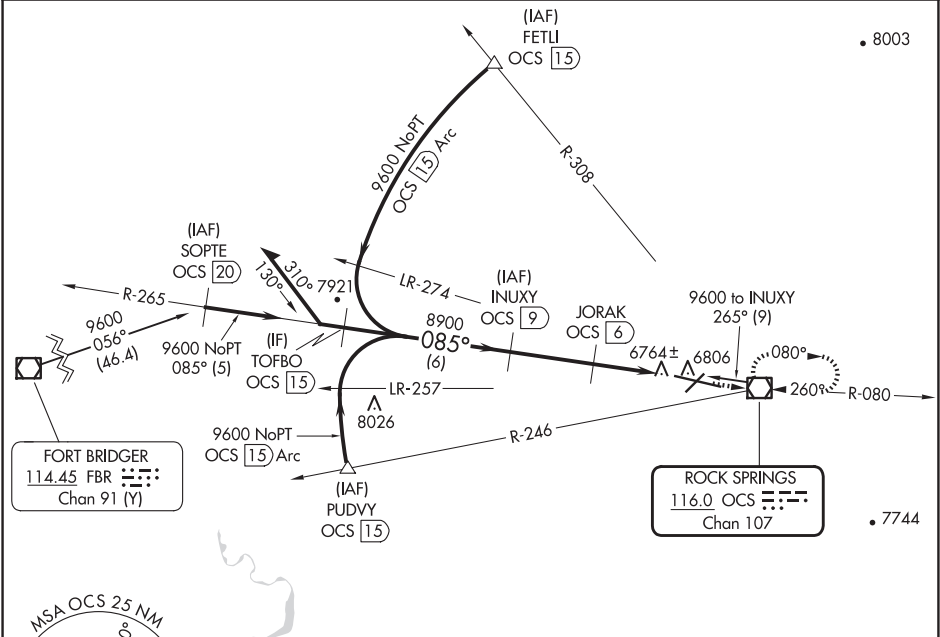 (IAF)
FETLI
OCS 15
8003
9600 NoPT
OCS 15 Arc
R-308
(IAF)
SOPTE
OCS 20
R-265
310°
130°
7921
LR-274
(IAF)
INUXY
OCS 9
JORAK
OCS 6
9600 to INUXY
265° (9)
9600
056°
(46.4)
9600 NoPT
085° (5)
(IF)
TOFBO
OCS 15
8900
085°
(6)
6764±
6806
080°
260°
R-080
LR-257
8026
R-246
9600 NoPT
OCS 15 Arc
FORT BRIDGER
114.45 FBR
Chan 91 (Y)
(IAF)
PUDVY
OCS 15
ROCK SPRINGS
116.0 OCS
Chan 107
7744
MSA OCS 25 NM